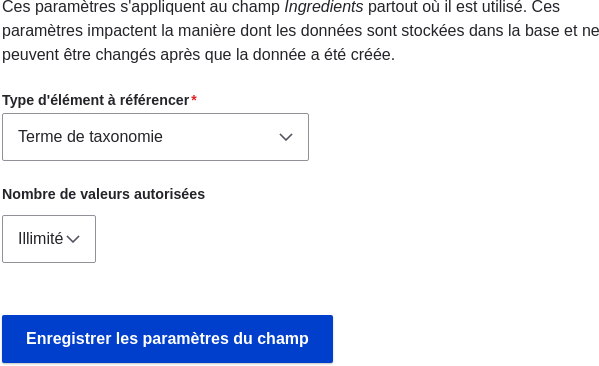 Ces paramètres s'appliquent au champ Ingredients partout où il est utilisé. Ces
paramètres impactent la manière dont les données sont stockées dans la base et ne
peuvent être changés après que la donnée a été créée.
Type d'élément à référencer*
Terme de taxonomie
Nombre de valeurs autorisées
Illimité
Enregistrer les paramètres du champ